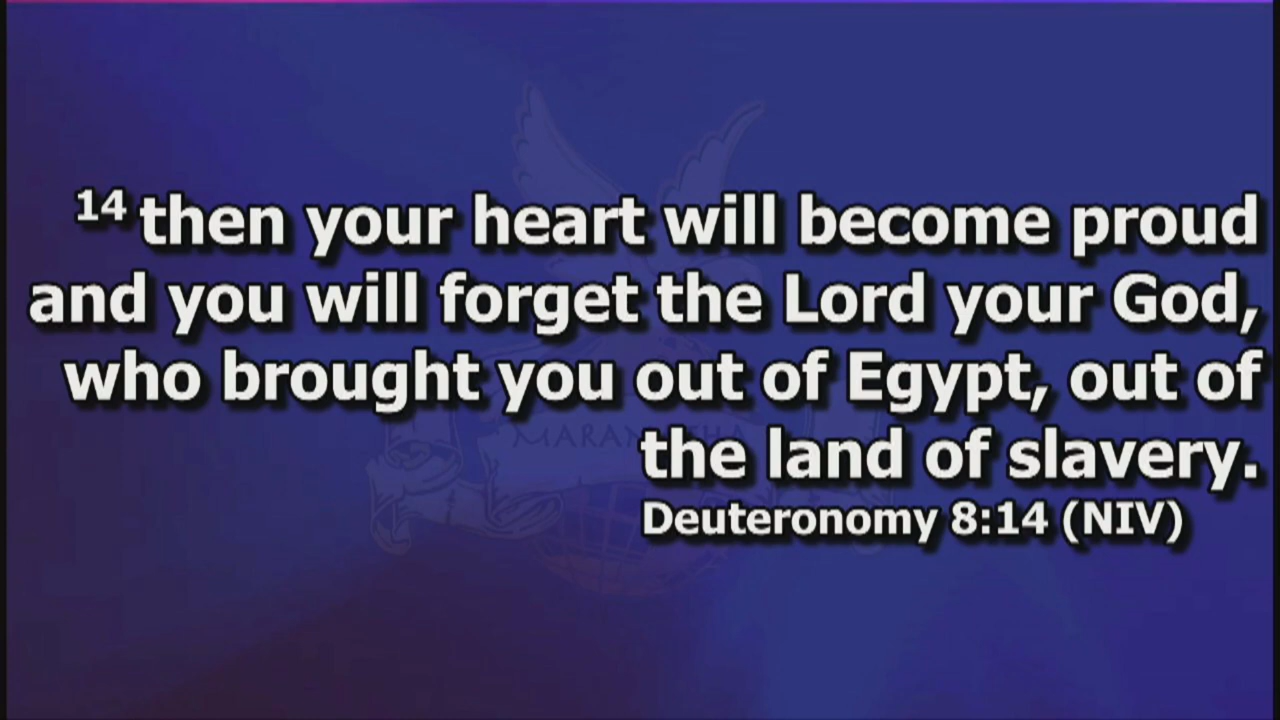 14 then your heart will become proud
and you will forget the Lord your God,
who brought you out of Egypt, out of
the land of slavery.
Deuteronomy 8:14 (NIV)
MARANATHA